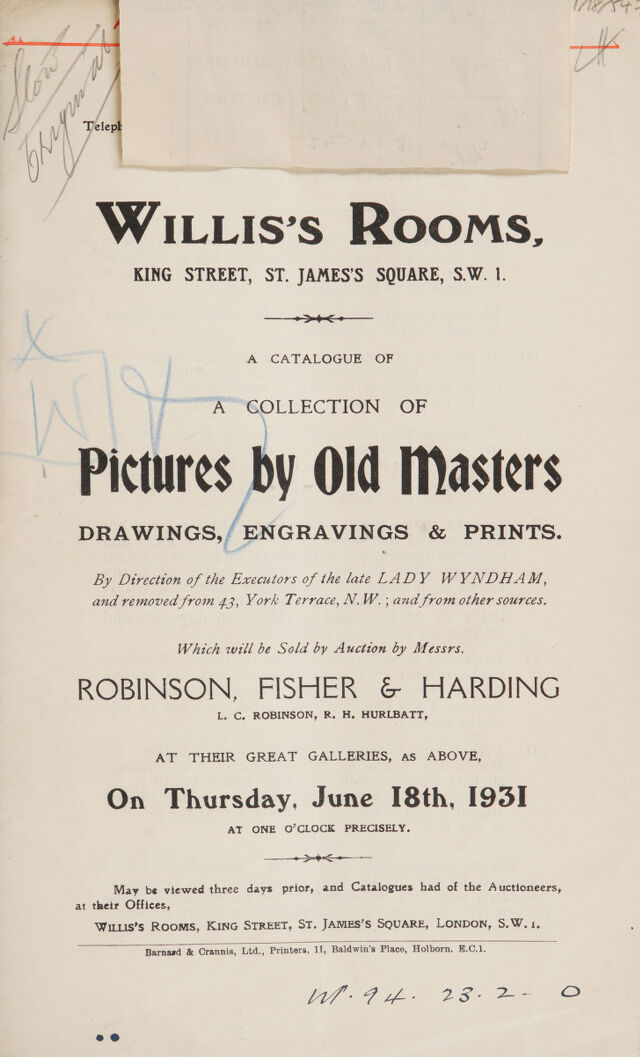 Teleph
WILLIS'S ROOMS,
KING STREET, ST. JAMES'S SQUARE, S.W. 1.
A CATALOGUE OF
A COLLECTION OF
Pictures by Old Masters
DRAWINGS, ENGRAVINGS & PRINTS.
By Direction of the Executors of the late LADY WYNDHAM,
and removed from 43, York Terrace, N.W.; and from other sources.
Which will be Sold by Auction by Messrs.
ROBINSON, FISHER & HARDING
L. C. ROBINSON, R. H. HURLBATT,
AT THEIR GREAT GALLERIES, AS ABOVE,
On Thursday, June 18th, 1931
AT ONE O'CLOCK PRECISELY.
May be viewed three days prior, and Catalogues had of the Auctioneers,
at their Offices,
WILLIS'S ROOMS, KING STREET, ST. JAMES'S SQUARE, LONDON, S.W. 1.
Barnard & Crannis, Ltd., Printers, 11, Baldwin's Place, Holborn. E.C.1.
94. 23. 2 - 0